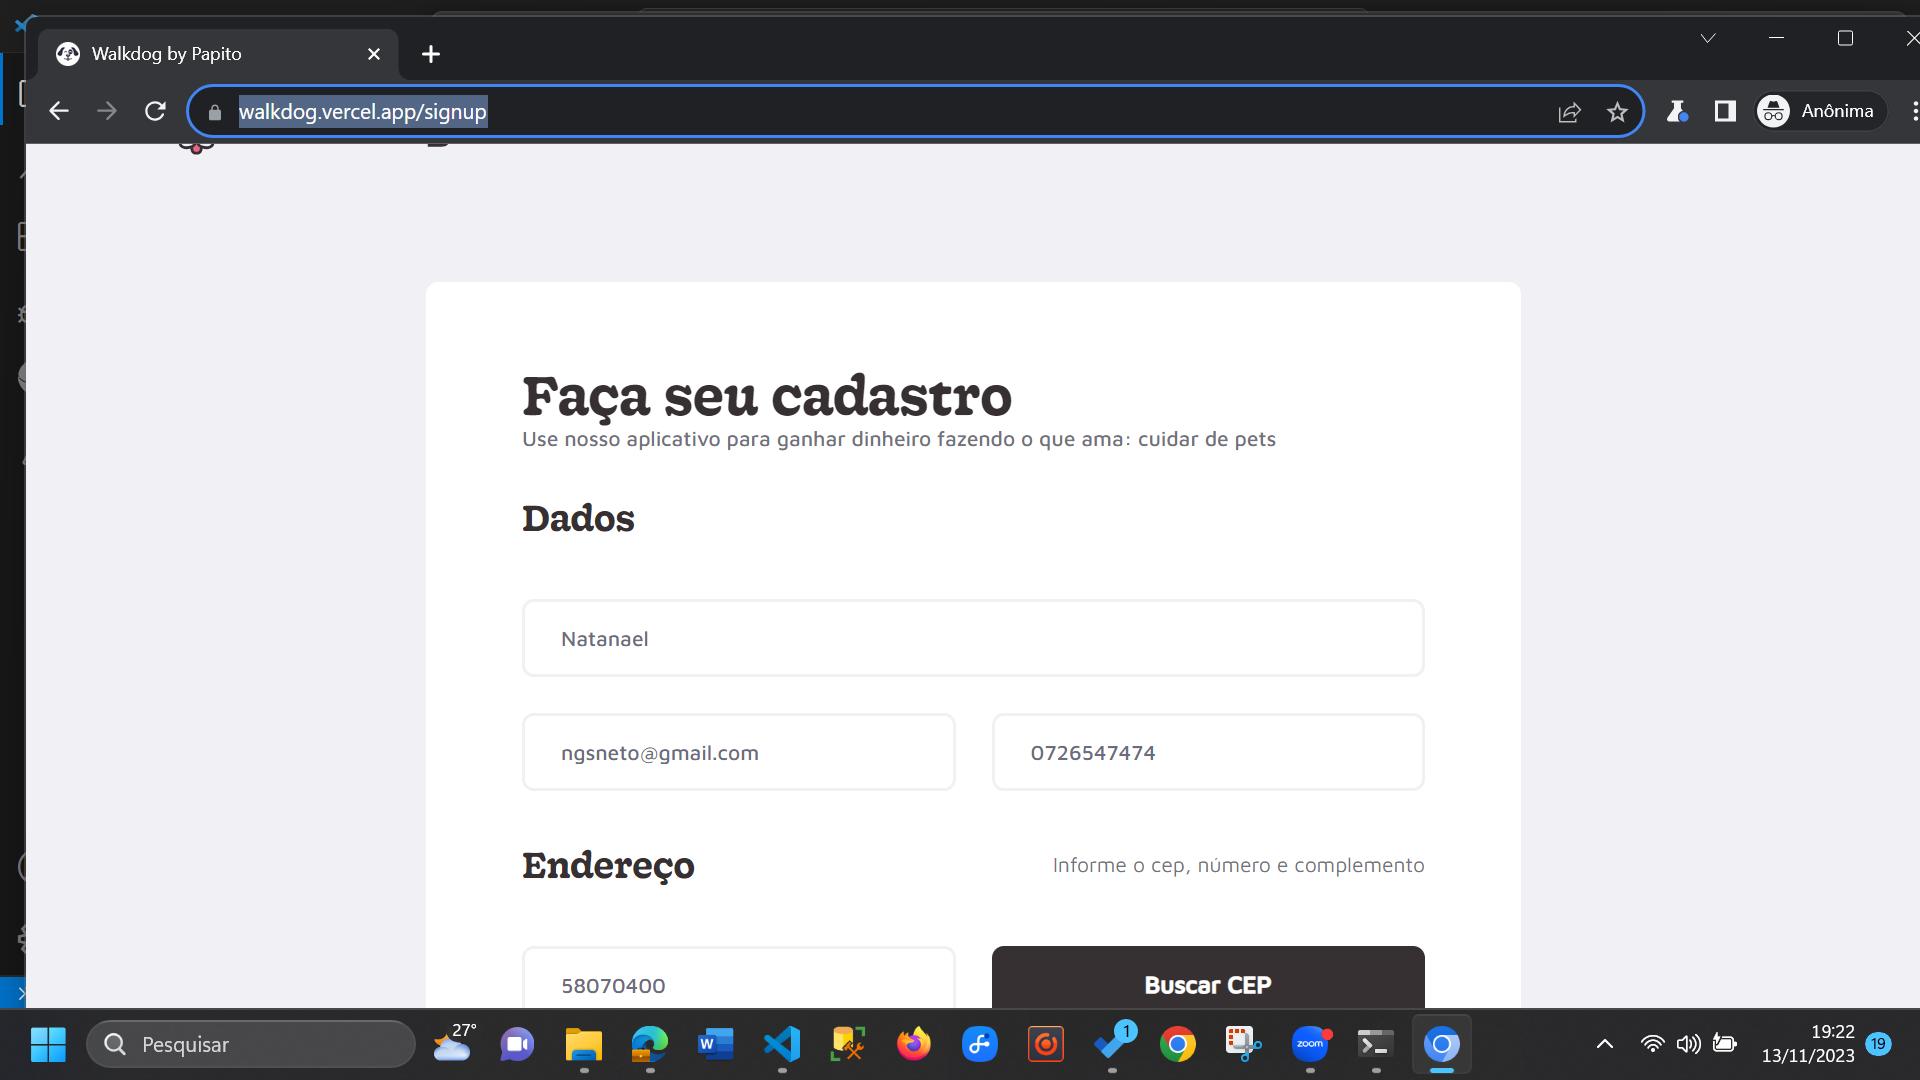 Walkdog by Papito
walkdog.vercel.app/signup
Anônima
Faça seu cadastro
Use nosso aplicativo para ganhar dinheiro fazendo o que ama: cuidar de pets
Dados
Natanael
ngsneto@gmail.com
0726547474
Endereço
Informe o cep, número e complemento
58070400
Buscar CEP
Pesquisar
27°
W
1
zoom
19:22
13/11/2023
19